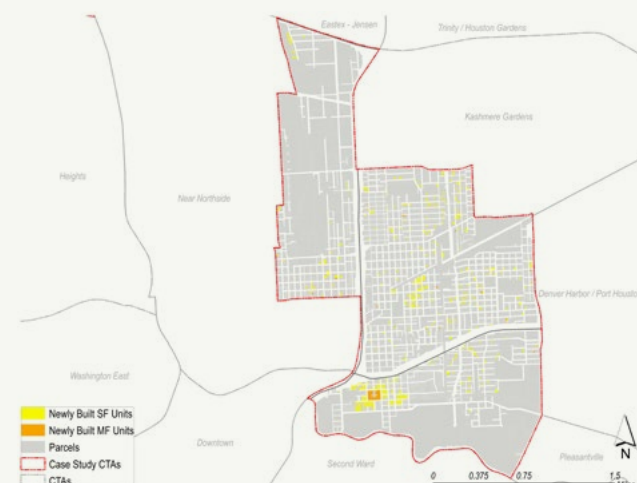 Eastex - Jensen
Trinity / Houston Gardens
Kashmere Gardens
Heights
Near Northside
Denver Harbor / Port Houston
Washington East
Newly Built SF Units
Newly Built MF Units
Parcels
Case Study CTAs
CTAs
Downtown
Second Ward
Pleasantville
N
0 0.375 0.75 1.5